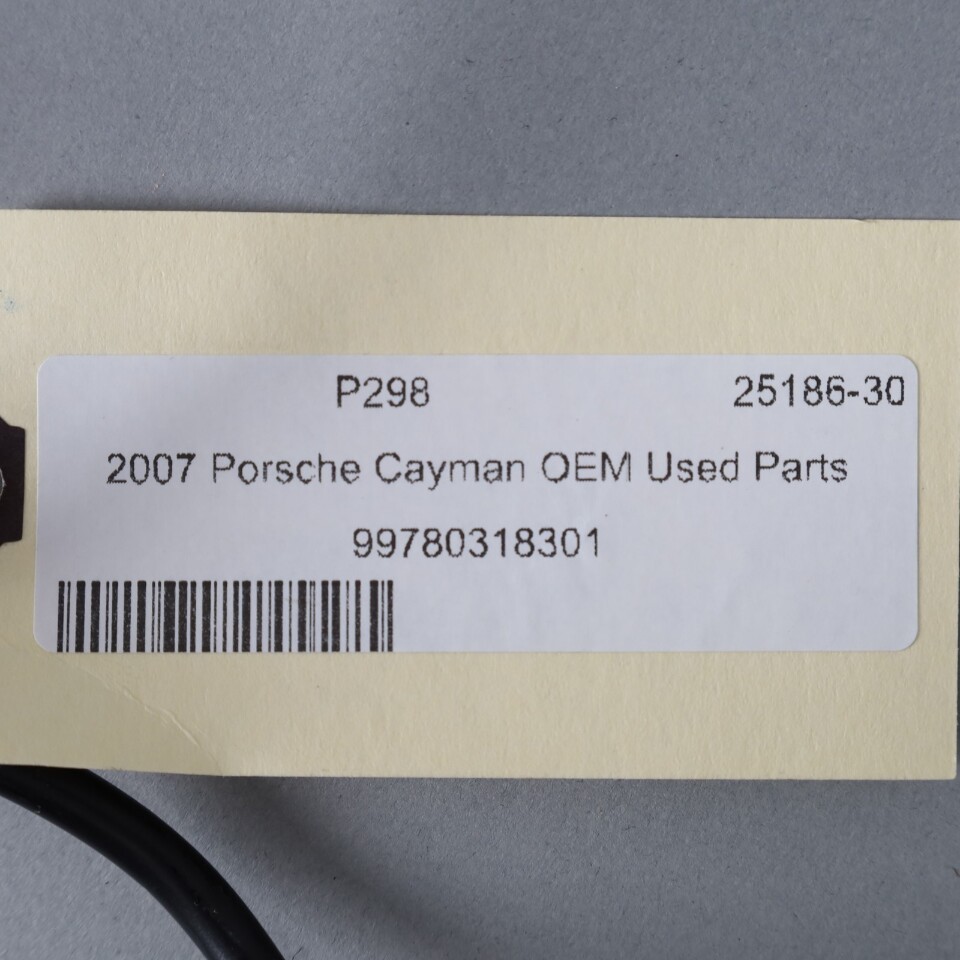 P298 25186-30
2007 Porsche Cayman OEM Used Parts
99780318301